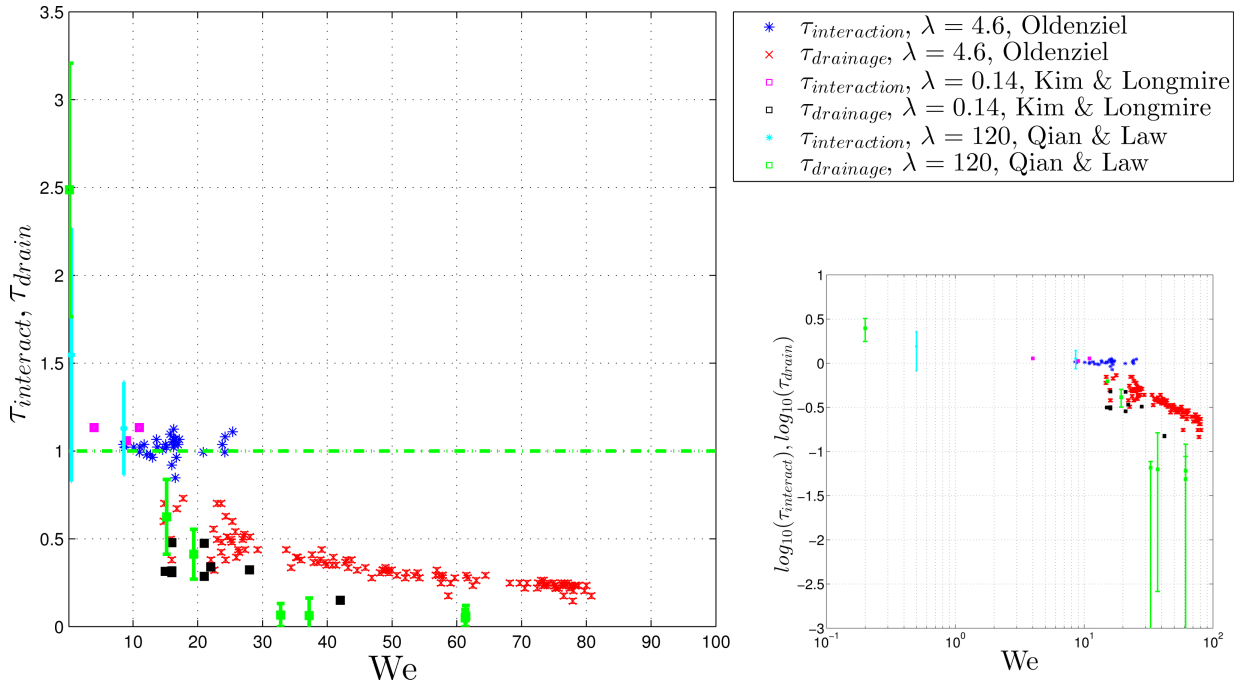 3.5
3
2.5
2
1.5
1
0.5
0
10 20 30 40 50 60 70 80 90 100
We
τ_interact, τ_drain
τ_interaction, λ = 4.6, Oldenziel
τ_drainage, λ = 4.6, Oldenziel
τ_interaction, λ = 0.14, Kim & Longmire
τ_drainage, λ = 0.14, Kim & Longmire
τ_interaction, λ = 120, Qian & Law
τ_drainage, λ = 120, Qian & Law
1
0.5
0
-0.5
-1
-1.5
-2
-2.5
-3
10^-1 10^0 10^1 10^2
We
log_10(τ_interact), log_10(τ_drain)